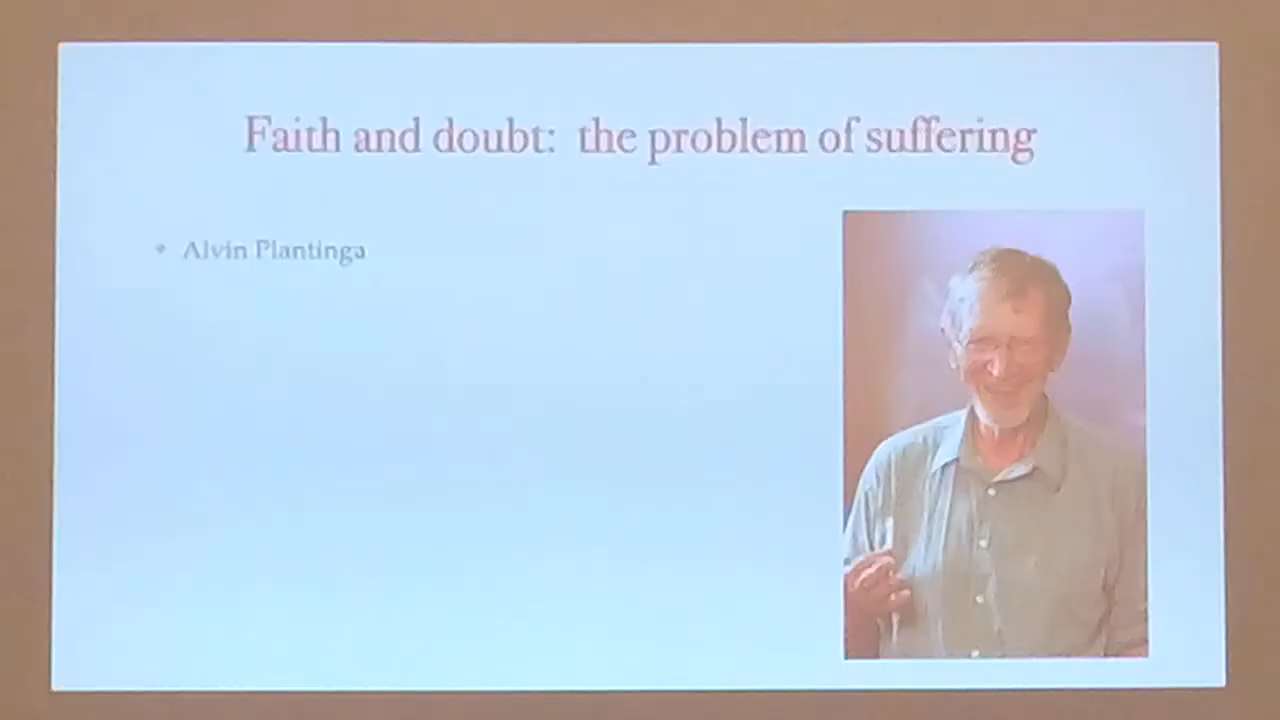 Faith and doubt: the problem of suffering
Alvin Plantinga